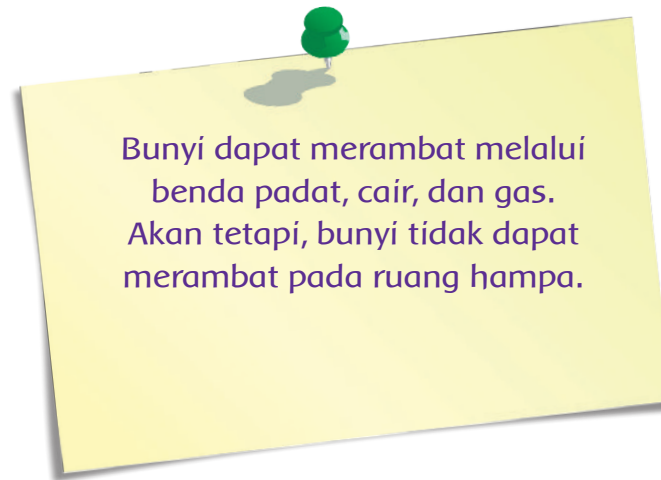 Bunyi dapat merambat melalui
benda padat, cair, dan gas.
Akan tetapi, bunyi tidak dapat
merambat pada ruang hampa.